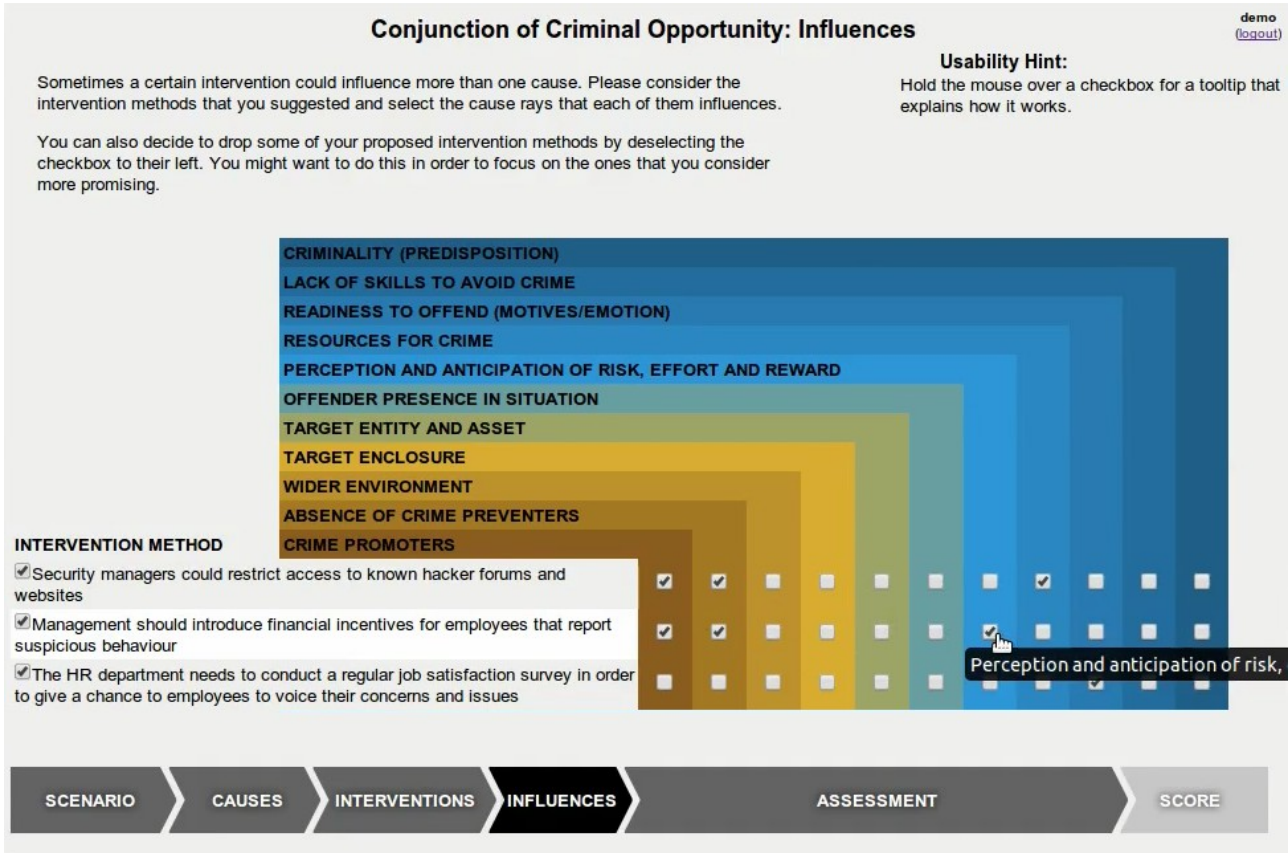 Conjunction of Criminal Opportunity: Influences
demo
(logout)
Sometimes a certain intervention could influence more than one cause. Please consider the
intervention methods that you suggested and select the cause rays that each of them influences.
You can also decide to drop some of your proposed intervention methods by deselecting the
checkbox to their left. You might want to do this in order to focus on the ones that you consider
more promising.
Usability Hint:
Hold the mouse over a checkbox for a tooltip that
explains how it works.
CRIMINALITY (PREDISPOSITION)
LACK OF SKILLS TO AVOID CRIME
READINESS TO OFFEND (MOTIVES/EMOTION)
RESOURCES FOR CRIME
PERCEPTION AND ANTICIPATION OF RISK, EFFORT AND REWARD
OFFENDER PRESENCE IN SITUATION
TARGET ENTITY AND ASSET
TARGET ENCLOSURE
WIDER ENVIRONMENT
ABSENCE OF CRIME PREVENTERS
INTERVENTION METHOD
CRIME PROMOTERS
Security managers could restrict access to known hacker forums and
websites
Management should introduce financial incentives for employees that report
suspicious behaviour
Perception and anticipation of risk,
The HR department needs to conduct a regular job satisfaction survey in order
to give a chance to employees to voice their concerns and issues
SCENARIO
CAUSES
INTERVENTIONS
INFLUENCES
ASSESSMENT
SCORE